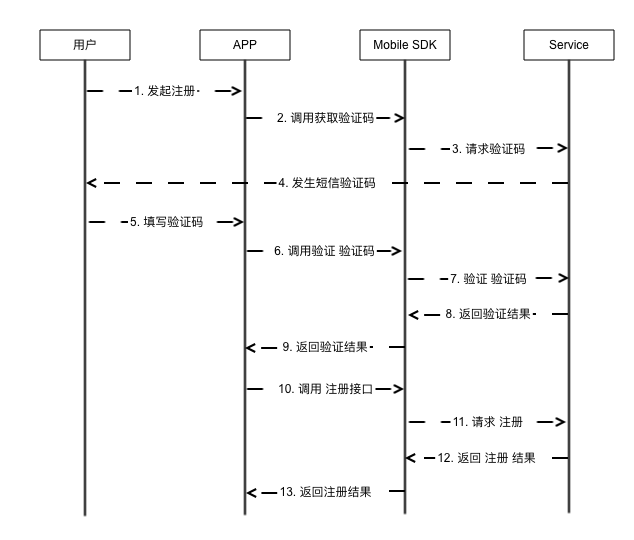 用户
APP
Mobile SDK
Service
1. 发起注册
2. 调用获取验证码
3. 请求验证码
4. 发生短信验证码
5. 填写验证码
6. 调用验证 验证码
7. 验证 验证码
8. 返回验证结果
9. 返回验证结果
10. 调用 注册接口
11. 请求 注册
12. 返回 注册 结果
13. 返回注册结果